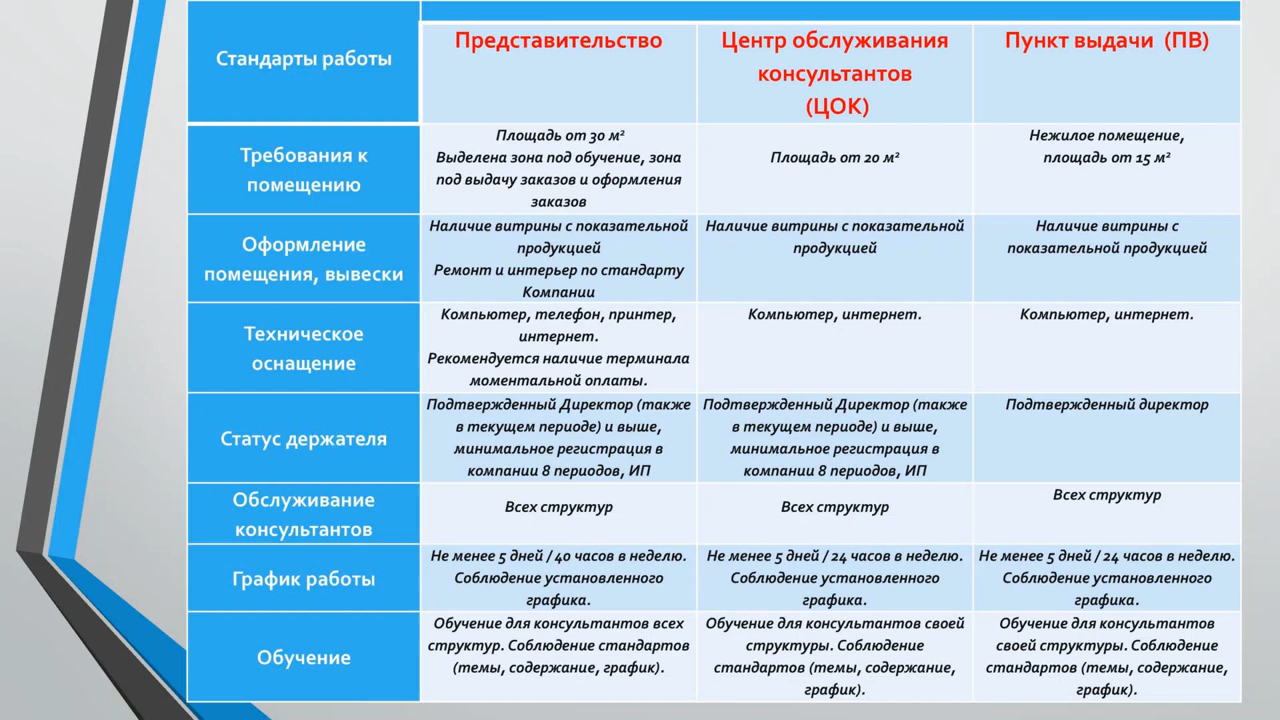 Стандарты работы
Представительство
Центр обслуживания
консультантов
(ЦОК)
Пункт выдачи (ПВ)
Требования к
помещению
Площадь от 30 м²
Выделена зона под обучение, зона
под выдачу заказов и оформления
заказов
Площадь от 20 м²
Нежилое помещение,
площадь от 15 м²
Оформление
помещения, вывески
Наличие витрины с показательной
продукцией
Ремонт и интерьер по стандарту
Компании
Наличие витрины с показательной
продукцией
Наличие витрины с
показательной продукцией
Техническое
оснащение
Компьютер, телефон, принтер,
интернет.
Рекомендуется наличие терминала
моментальной оплаты.
Компьютер, интернет.
Компьютер, интернет.
Статус держателя
Подтвержденный Директор (также
в текущем периоде) и выше,
минимальное регистрация в
компании 8 периодов, ИП
Подтвержденный Директор (также
в текущем периоде) и выше,
минимальное регистрация в
компании 8 периодов, ИП
Подтвержденный директор
Обслуживание
консультантов
Всех структур
Всех структур
Всех структур
График работы
Не менее 5 дней / 40 часов в неделю.
Соблюдение установленного
графика.
Не менее 5 дней / 24 часов в неделю.
Соблюдение установленного
графика.
Не менее 5 дней / 24 часов в неделю.
Соблюдение установленного
графика.
Обучение
Обучение для консультантов всех
структур. Соблюдение стандартов
(темы, содержание, график).
Обучение для консультантов своей
структуры. Соблюдение
стандартов (темы, содержание,
график).
Обучение для консультантов
своей структуры. Соблюдение
стандартов (темы, содержание,
график).